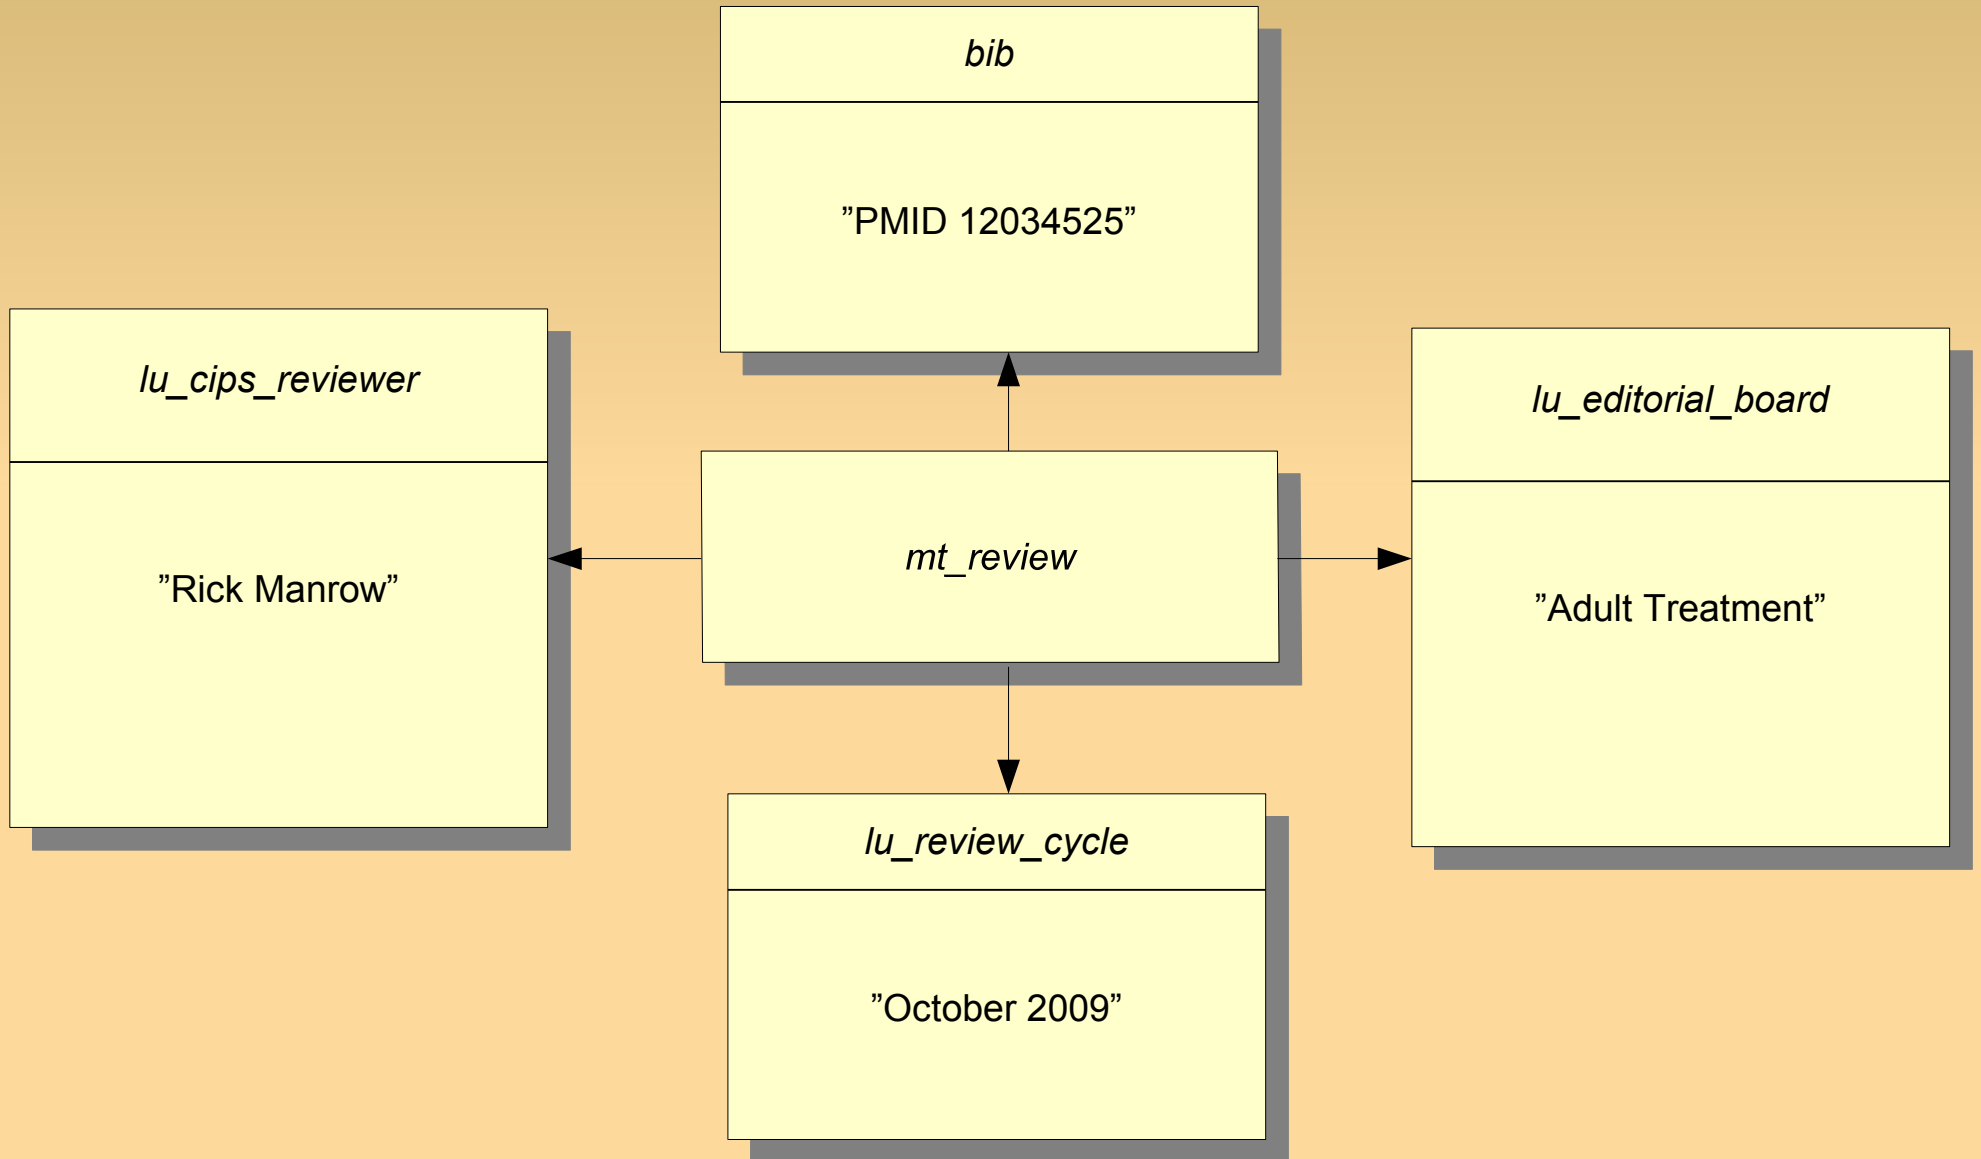 bib
”PMID 12034525”
lu_cips_reviewer
”Rick Manrow”
mt_review
lu_editorial_board
”Adult Treatment”
lu_review_cycle
”October 2009”